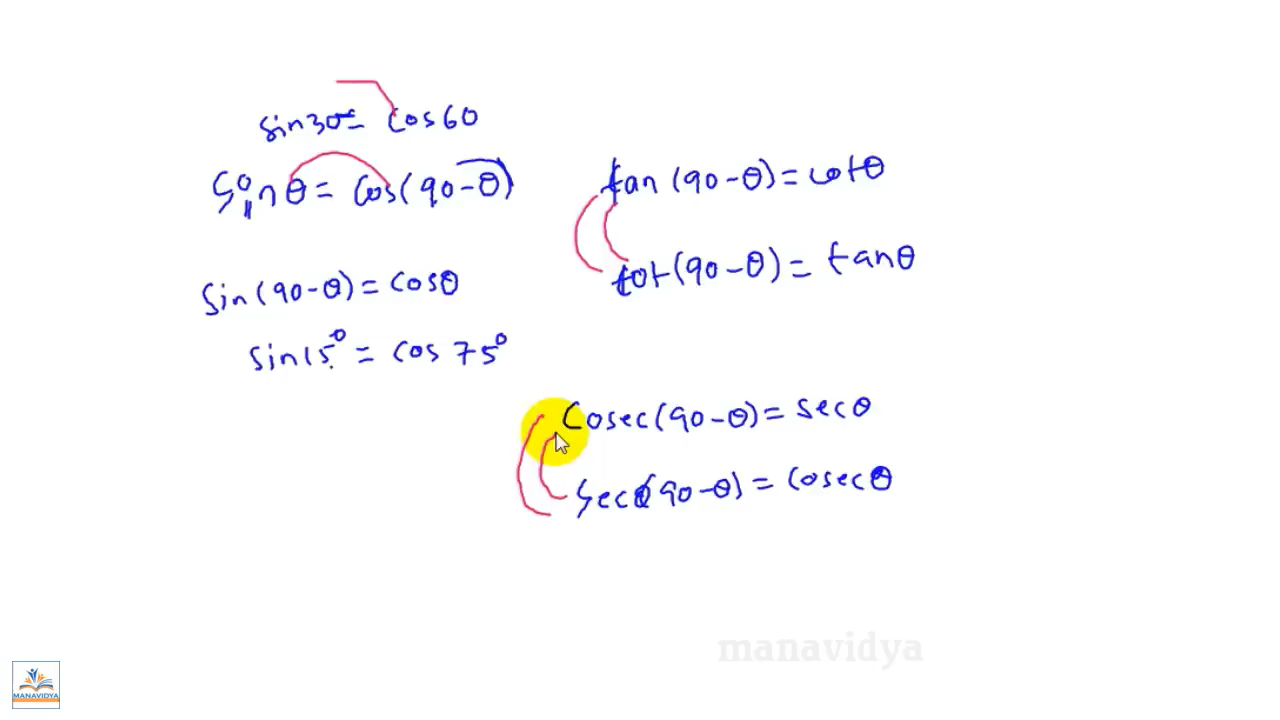 sin30° = cos60
Sinθ = cos(90-θ)
sin(90-θ) = cosθ
sin15° = cos75°
tan(90-θ) = cotθ
cot(90-θ) = tanθ
Cosec(90-θ) = secθ
Sec(90-θ) = cosecθ
manavidya
MANAVIDYA